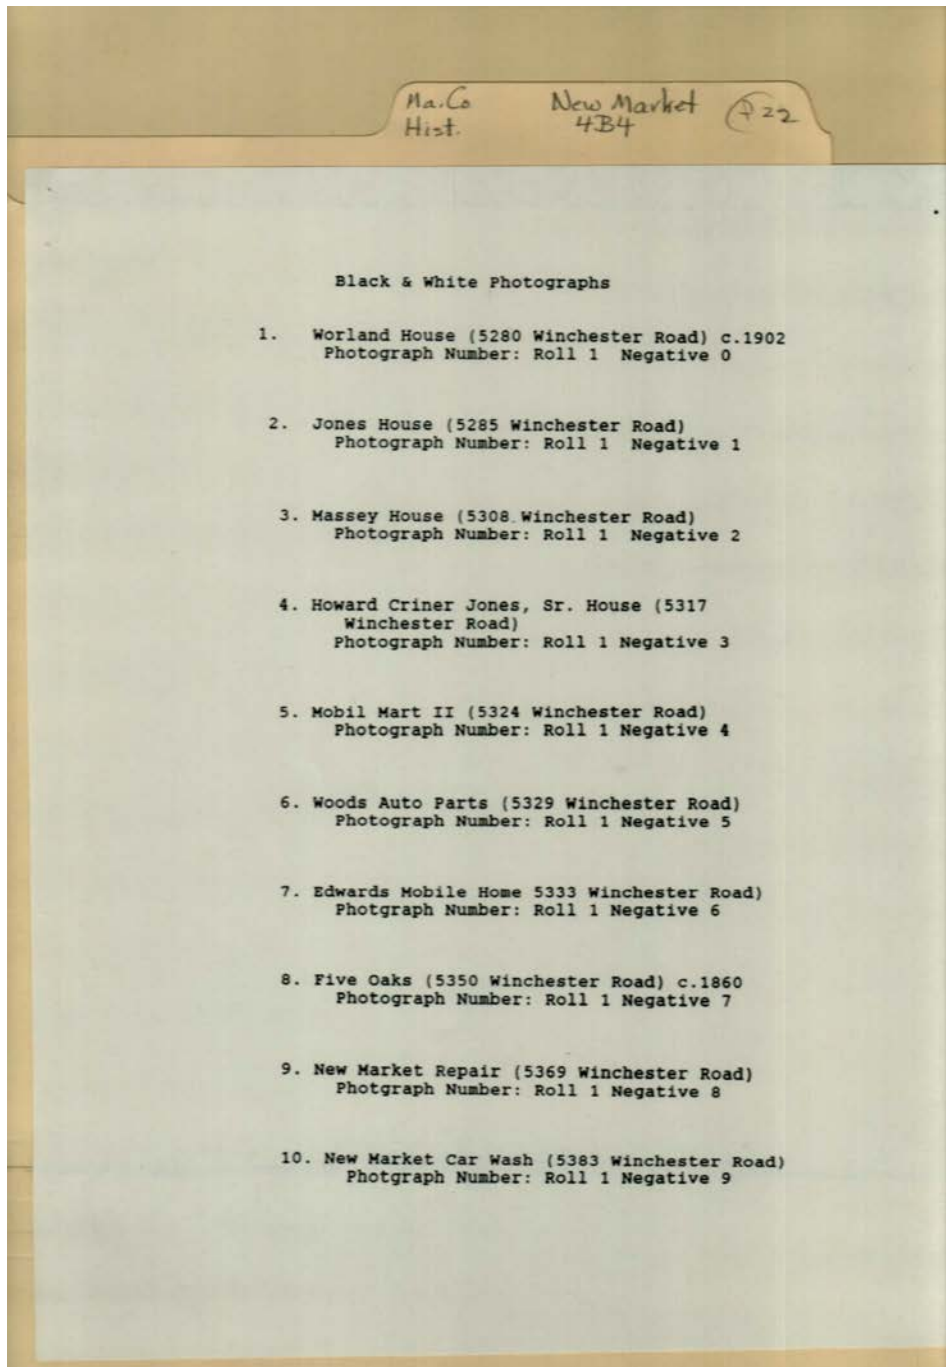 Ma. Co New Market
Hist. 4B4 22
Black & White Photographs
1. Worland House (5280 Winchester Road) c.1902
Photograph Number: Roll 1 Negative 0
2. Jones House (5285 Winchester Road)
Photograph Number: Roll 1 Negative 1
3. Massey House (5308 Winchester Road)
Photograph Number: Roll 1 Negative 2
4. Howard Criner Jones, Sr. House (5317
Winchester Road)
Photograph Number: Roll 1 Negative 3
5. Mobil Mart II (5324 Winchester Road)
Photograph Number: Roll 1 Negative 4
6. Woods Auto Parts (5329 Winchester Road)
Photograph Number: Roll 1 Negative 5
7. Edwards Mobile Home 5333 Winchester Road)
Photgraph Number: Roll 1 Negative 6
8. Five Oaks (5350 Winchester Road) c.1860
Photograph Number: Roll 1 Negative 7
9. New Market Repair (5369 Winchester Road)
Photgraph Number: Roll 1 Negative 8
10. New Market Car Wash (5383 Winchester Road)
Photgraph Number: Roll 1 Negative 9